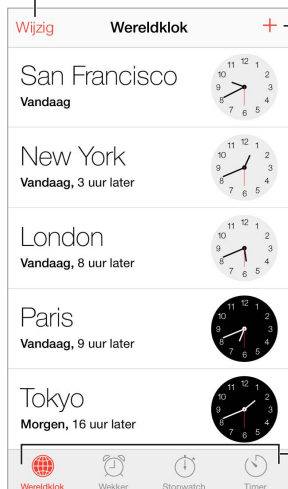 Wijzig Wereldklok +
San Francisco
Vandaag
New York
Vandaag, 3 uur later
London
Vandaag, 8 uur later
Paris
Vandaag, 9 uur later
Tokyo
Morgen, 16 uur later
Wereldklok Wekker Stopwatch Timer